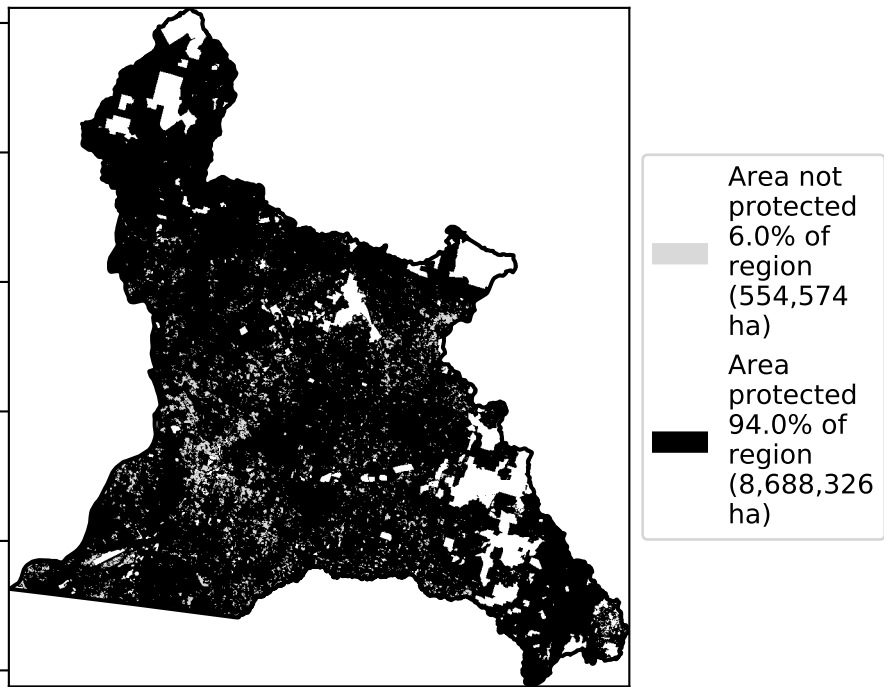 Area not
protected
6.0% of
region
(554,574
ha)
Area
protected
94.0% of
region
(8,688,326
ha)